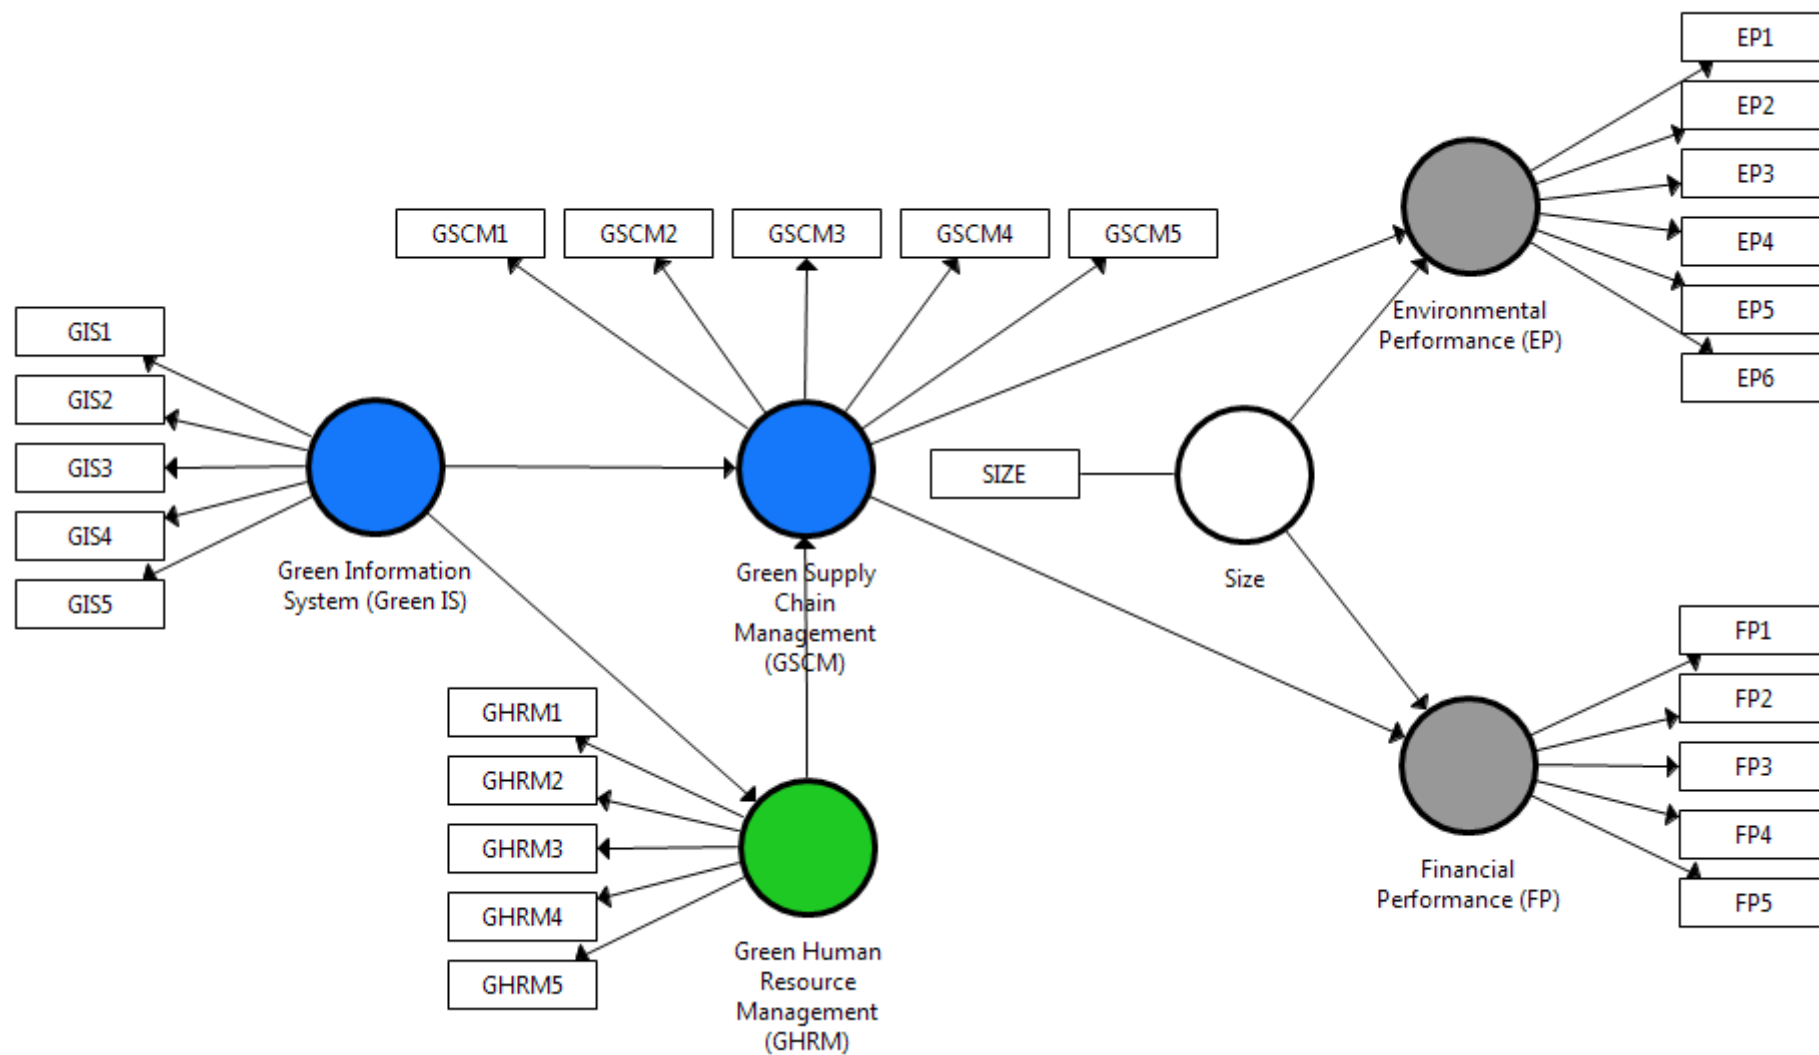 EP1
EP2
EP3
EP4
EP5
EP6
Environmental
Performance (EP)
GSCM1
GSCM2
GSCM3
GSCM4
GSCM5
GIS1
GIS2
GIS3
GIS4
GIS5
Green Information
System (Green IS)
Green Supply
Chain
Management
(GSCM)
SIZE
Size
GHRM1
GHRM2
GHRM3
GHRM4
GHRM5
Green Human
Resource
Management
(GHRM)
FP1
FP2
FP3
FP4
FP5
Financial
Performance (FP)